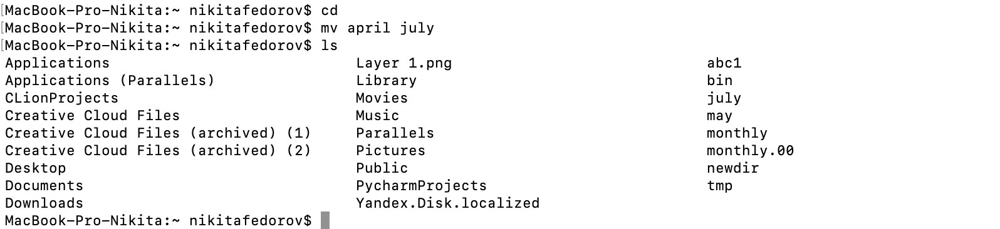 MacBook-Pro-Nikita:~ nikitafedorov$ cd
MacBook-Pro-Nikita:~ nikitafedorov$ mv april july
MacBook-Pro-Nikita:~ nikitafedorov$ ls
Applications Layer 1.png abc1
Applications (Parallels) Library bin
CLionProjects Movies july
Creative Cloud Files Music may
Creative Cloud Files (archived) (1) Parallels monthly
Creative Cloud Files (archived) (2) Pictures monthly.00
Desktop Public newdir
Documents PycharmProjects tmp
Downloads Yandex.Disk.localized
MacBook-Pro-Nikita:~ nikitafedorov$